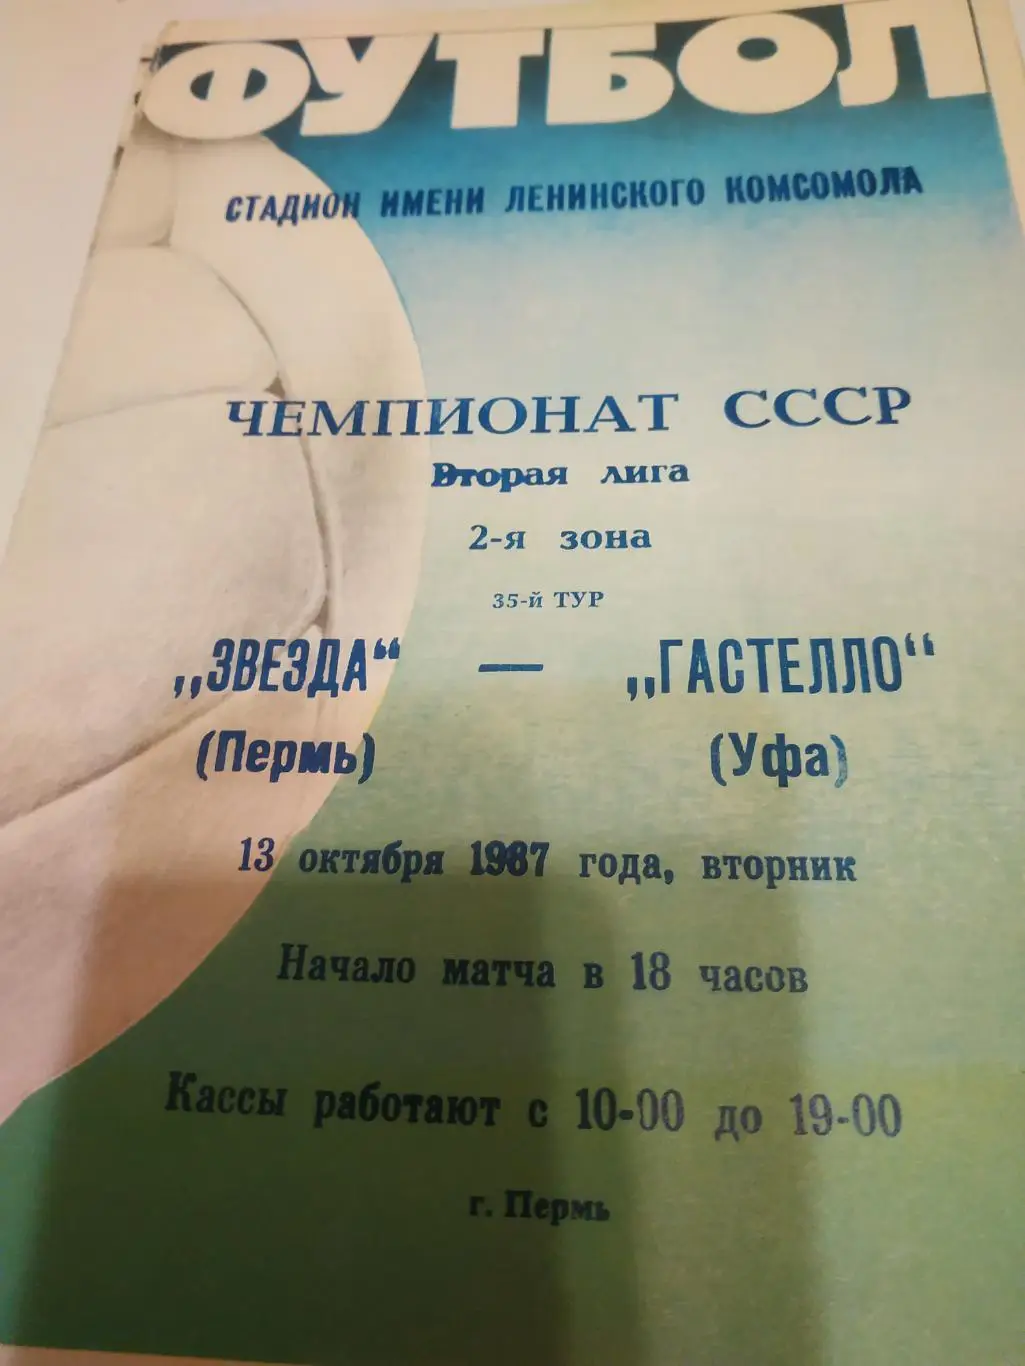 ФУТБОЛ
СТАДИОН ИМЕНИ ЛЕНИНСКОГО КОМСОМОЛА
ЧЕМПИОНАТ СССР
Вторая лига
2-я зона
35-й ТУР
„ЗВЕЗДА“ — „ГАСТЕЛЛО“
(Пермь) (Уфа)
13 октября 1987 года, вторник
Начало матча в 18 часов
Кассы работают с 10-00 до 19-00
г. Пермь